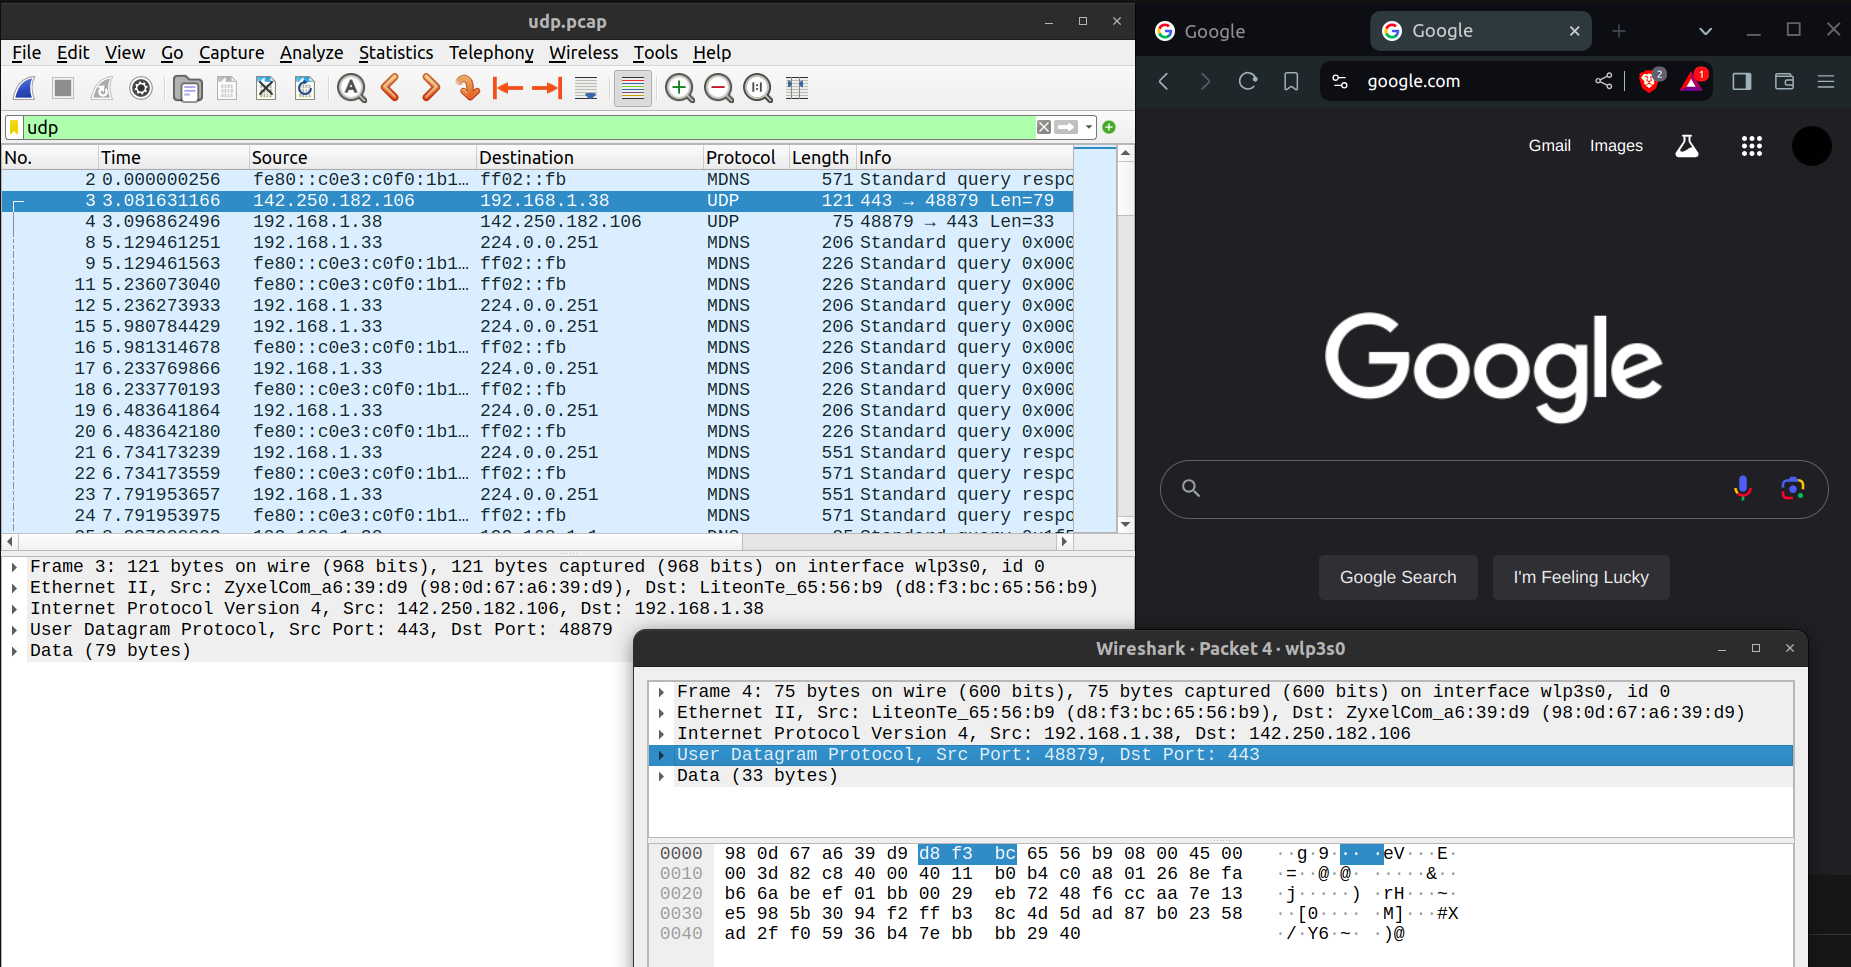 udp.pcap
File Edit View Go Capture Analyze Statistics Telephony Wireless Tools Help
udp
No. Time Source Destination Protocol Length Info
2 0.000000256 fe80::c0e3:c0f0:1b1… ff02::fb MDNS 571 Standard query respo
3 3.081631166 142.250.182.106 192.168.1.38 UDP 121 443 → 48879 Len=79
4 3.096862496 192.168.1.38 142.250.182.106 UDP 75 48879 → 443 Len=33
8 5.129461251 192.168.1.33 224.0.0.251 MDNS 206 Standard query 0x000
9 5.129461563 fe80::c0e3:c0f0:1b1… ff02::fb MDNS 226 Standard query 0x000
11 5.236073040 fe80::c0e3:c0f0:1b1… ff02::fb MDNS 226 Standard query 0x000
12 5.236273933 192.168.1.33 224.0.0.251 MDNS 206 Standard query 0x000
15 5.980784429 192.168.1.33 224.0.0.251 MDNS 206 Standard query 0x000
16 5.981314678 fe80::c0e3:c0f0:1b1… ff02::fb MDNS 226 Standard query 0x000
17 6.233769866 192.168.1.33 224.0.0.251 MDNS 206 Standard query 0x000
18 6.233770193 fe80::c0e3:c0f0:1b1… ff02::fb MDNS 226 Standard query 0x000
19 6.483641864 192.168.1.33 224.0.0.251 MDNS 206 Standard query 0x000
20 6.483642180 fe80::c0e3:c0f0:1b1… ff02::fb MDNS 226 Standard query 0x000
21 6.734173239 192.168.1.33 224.0.0.251 MDNS 551 Standard query respo
22 6.734173559 fe80::c0e3:c0f0:1b1… ff02::fb MDNS 571 Standard query respo
23 7.791953657 192.168.1.33 224.0.0.251 MDNS 551 Standard query respo
24 7.791953975 fe80::c0e3:c0f0:1b1… ff02::fb MDNS 571 Standard query respo
Frame 3: 121 bytes on wire (968 bits), 121 bytes captured (968 bits) on interface wlp3s0, id 0
Ethernet II, Src: ZyxelCom_a6:39:d9 (98:0d:67:a6:39:d9), Dst: LiteonTe_65:56:b9 (d8:f3:bc:65:56:b9)
Internet Protocol Version 4, Src: 142.250.182.106, Dst: 192.168.1.38
User Datagram Protocol, Src Port: 443, Dst Port: 48879
Data (79 bytes)
Google Google
google.com 2 1
Gmail Images
Google
Google Search I'm Feeling Lucky
Wireshark · Packet 4 · wlp3s0
Frame 4: 75 bytes on wire (600 bits), 75 bytes captured (600 bits) on interface wlp3s0, id 0
Ethernet II, Src: LiteonTe_65:56:b9 (d8:f3:bc:65:56:b9), Dst: ZyxelCom_a6:39:d9 (98:0d:67:a6:39:d9)
Internet Protocol Version 4, Src: 192.168.1.38, Dst: 142.250.182.106
User Datagram Protocol, Src Port: 48879, Dst Port: 443
Data (33 bytes)
0000 98 0d 67 a6 39 d9 d8 f3 bc 65 56 b9 08 00 45 00 ··g·9··· ·eV···E·
0010 00 3d 82 c8 40 00 40 11 b0 b4 c0 a8 01 26 8e fa ·=··@·@· ·····&··
0020 b6 6a be ef 01 bb 00 29 eb 72 48 f6 cc aa 7e 13 ·j·····) ·rH···~·
0030 e5 98 5b 30 94 f2 ff b3 8c 4d 5d ad 87 b0 23 58 ··[0···· ·M]···#X
0040 ad 2f f0 59 36 b4 7e bb bb 29 40 ·/·Y6·~· ·)@